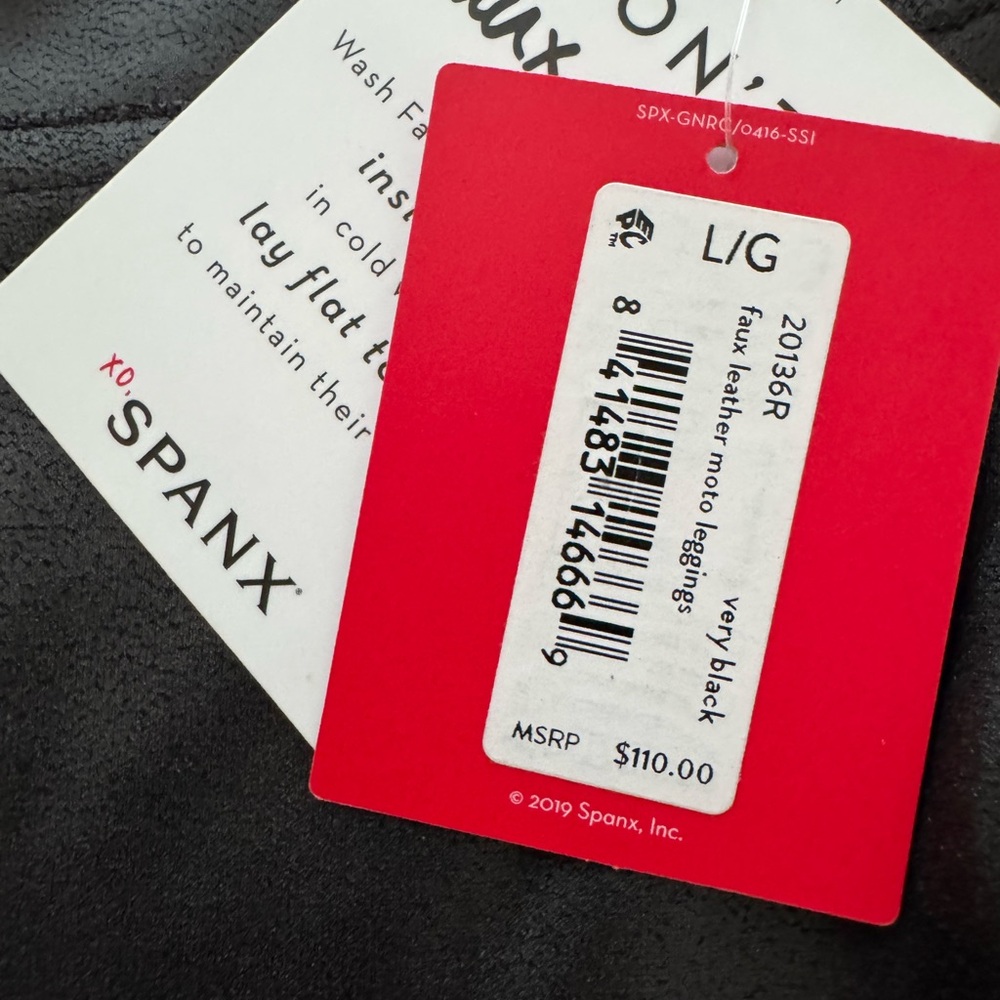 ON'T
Wash Fa
insi
in cold
lay flat to
to maintain their
xo,
SPANX®
SPX-GNRC/0416-SSI
EPC™
L/G
20136R
faux leather moto leggings
very black
8 41483 14666 9
MSRP $110.00
© 2019 Spanx, Inc.